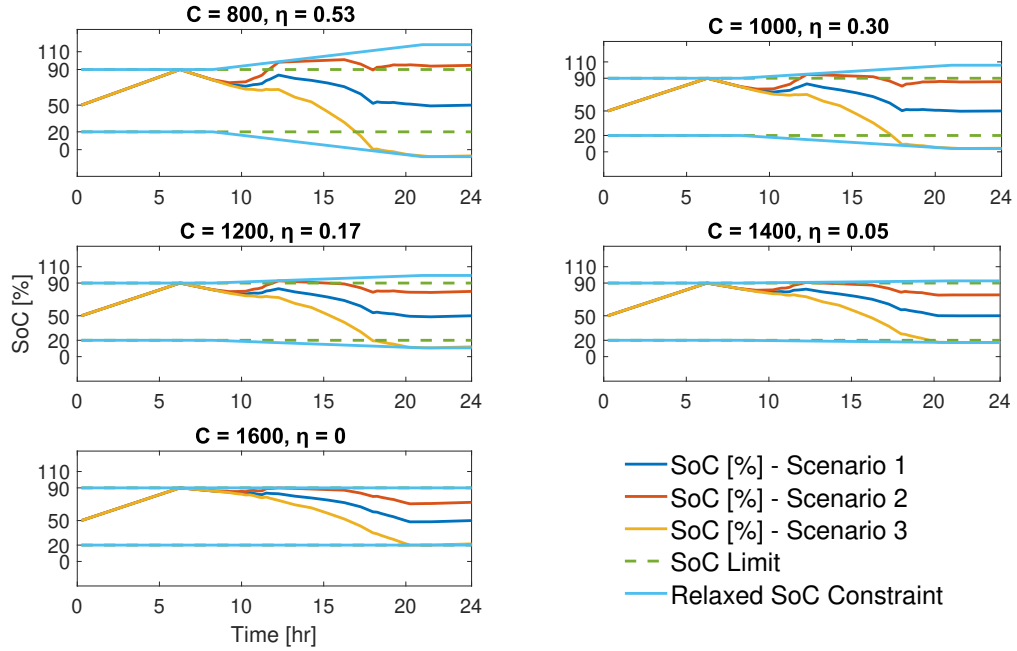 C = 800, η = 0.53
110
90
50
20
0
0 5 10 15 20 24
C = 1000, η = 0.30
110
90
50
20
0
0 5 10 15 20 24
C = 1200, η = 0.17
110
90
50
20
0
0 5 10 15 20 24
SoC [%]
C = 1400, η = 0.05
110
90
50
20
0
0 5 10 15 20 24
C = 1600, η = 0
110
90
50
20
0
0 5 10 15 20 24
Time [hr]
SoC [%] - Scenario 1
SoC [%] - Scenario 2
SoC [%] - Scenario 3
SoC Limit
Relaxed SoC Constraint